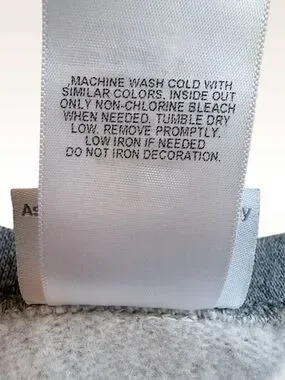 MACHINE WASH COLD WITH
SIMILAR COLORS. INSIDE OUT
ONLY NON-CHLORINE BLEACH
WHEN NEEDED. TUMBLE DRY
LOW. REMOVE PROMPTLY.
LOW IRON IF NEEDED
DO NOT IRON DECORATION.